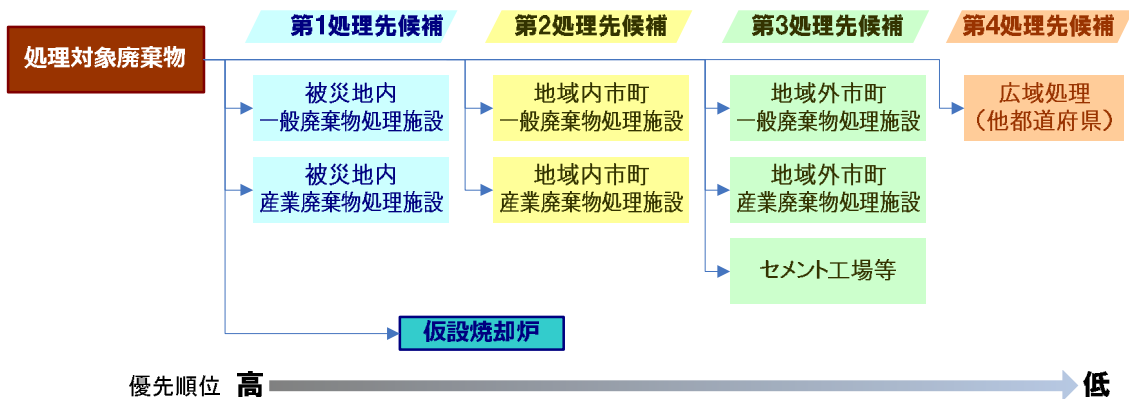 処理対象廃棄物
第1処理先候補
第2処理先候補
第3処理先候補
第4処理先候補
被災地内
一般廃棄物処理施設
地域内市町
一般廃棄物処理施設
地域外市町
一般廃棄物処理施設
広域処理
（他都道府県）
被災地内
産業廃棄物処理施設
地域内市町
産業廃棄物処理施設
地域外市町
産業廃棄物処理施設
セメント工場等
仮設焼却炉
優先順位 高 低